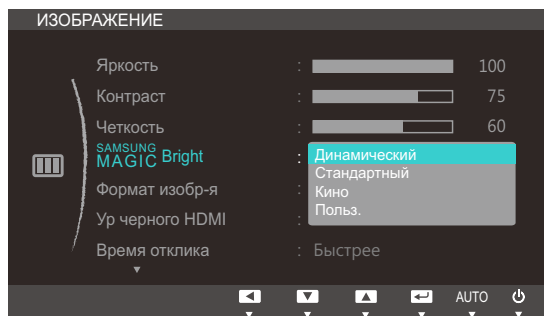 ИЗОБРАЖЕНИЕ
Яркость : 100
Контраст : 75
Четкость : 60
SAMSUNG MAGIC Bright : Динамический
Стандартный
Кино
Польз.
Формат изобр-я :
Ур черного HDMI :
Время отклика : Быстрее
AUTO